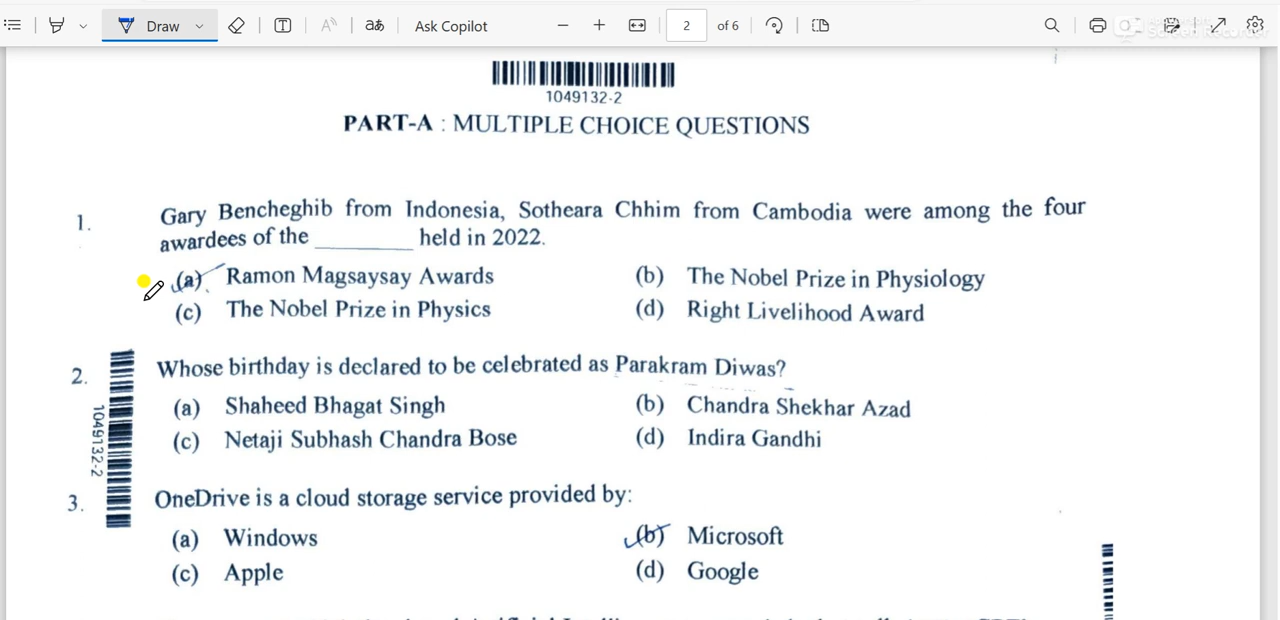 Draw
aあ
Ask Copilot
2 of 6
Screen Recorder
1049132-2
PART-A : MULTIPLE CHOICE QUESTIONS
1. Gary Bencheghib from Indonesia, Sotheara Chhim from Cambodia were among the four
awardees of the ________ held in 2022.
(a) Ramon Magsaysay Awards (b) The Nobel Prize in Physiology
(c) The Nobel Prize in Physics (d) Right Livelihood Award
2. Whose birthday is declared to be celebrated as Parakram Diwas?
(a) Shaheed Bhagat Singh (b) Chandra Shekhar Azad
(c) Netaji Subhash Chandra Bose (d) Indira Gandhi
1049132-2
3. OneDrive is a cloud storage service provided by:
(a) Windows (b) Microsoft
(c) Apple (d) Google